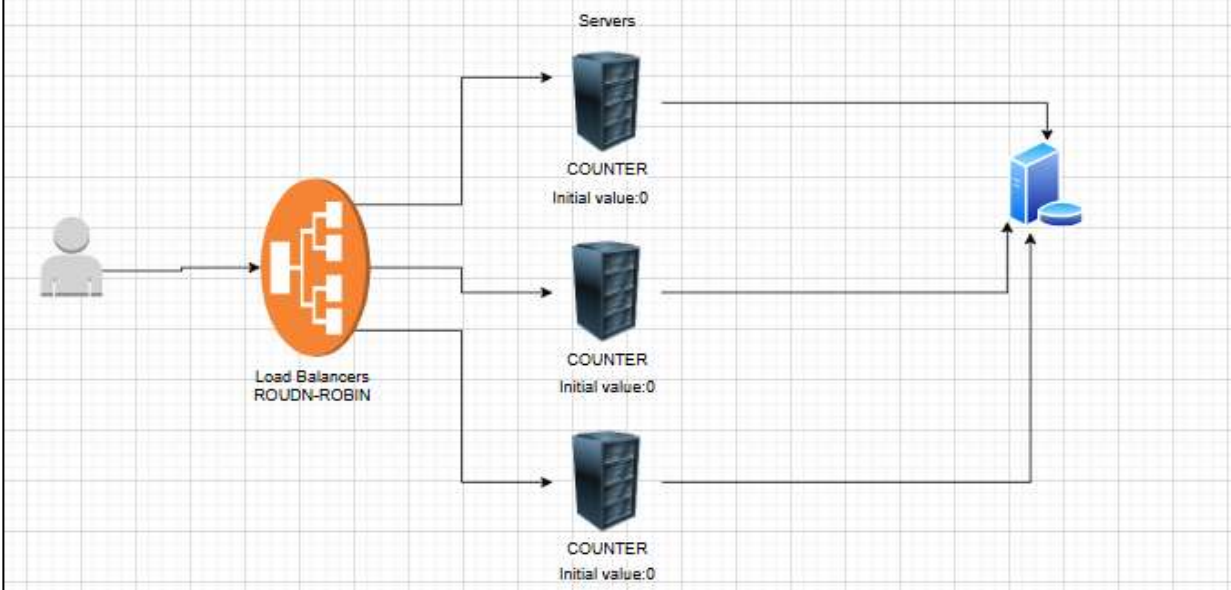 Servers
COUNTER
Initial value:0
Load Balancers
ROUDN-ROBIN
COUNTER
Initial value:0
COUNTER
Initial value:0